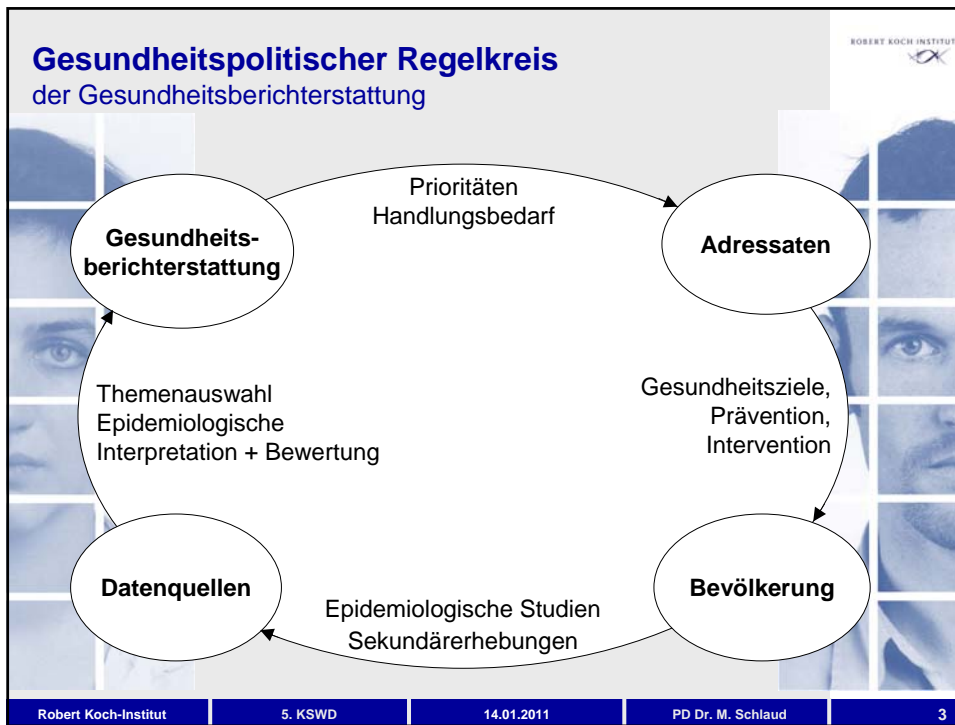 Gesundheitspolitischer Regelkreis
der Gesundheitsberichterstattung
ROBERT KOCH INSTITUT
Prioritäten
Handlungsbedarf
Gesundheits-
berichterstattung
Adressaten
Themenauswahl
Epidemiologische
Interpretation + Bewertung
Gesundheitsziele,
Prävention,
Intervention
Datenquellen
Epidemiologische Studien
Sekundärerhebungen
Bevölkerung
Robert Koch-Institut 5. KSWD 14.01.2011 PD Dr. M. Schlaud 3